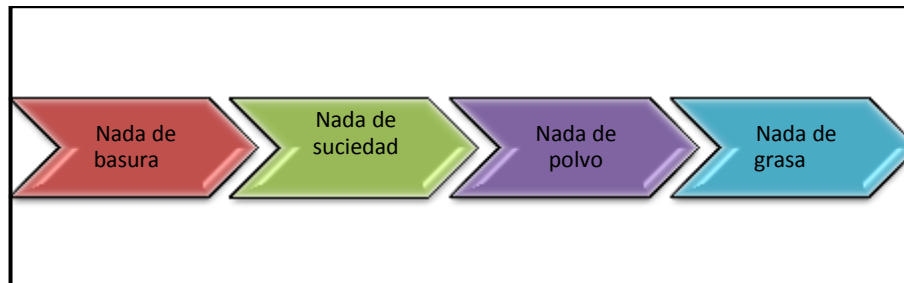 Nada de
basura
Nada de
suciedad
Nada de
polvo
Nada de
grasa